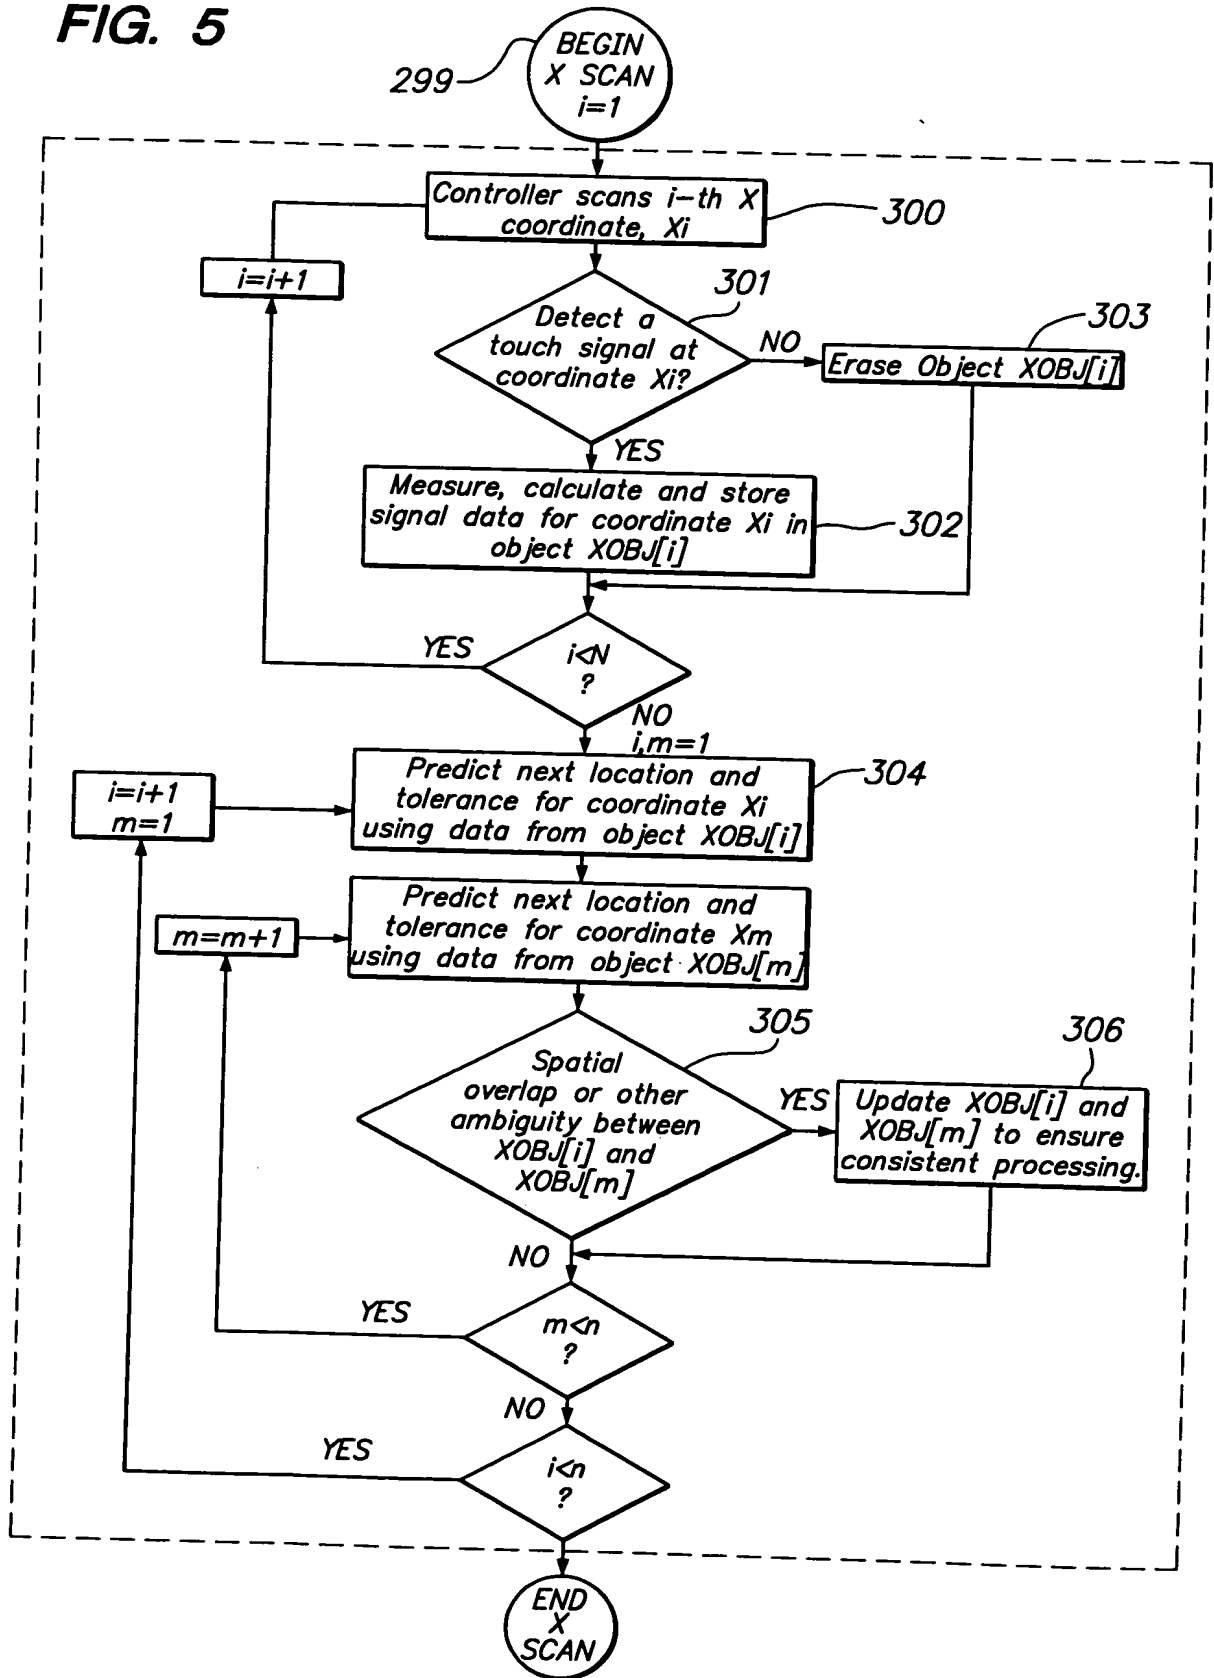 FIG. 5
299
BEGIN
X SCAN
i=1
Controller scans i-th X
coordinate, Xi
300
i=i+1
301
Detect a
touch signal at
coordinate Xi?
NO
303
Erase Object XOBJ[i]
YES
Measure, calculate and store
signal data for coordinate Xi in
object XOBJ[i]
302
YES
i<N
?
NO
i,m=1
i=i+1
m=1
Predict next location and
tolerance for coordinate Xi
using data from object XOBJ[i]
304
m=m+1
Predict next location and
tolerance for coordinate Xm
using data from object XOBJ[m]
305
Spatial
overlap or other
ambiguity between
XOBJ[i] and
XOBJ[m]
YES
306
Update XOBJ[i] and
XOBJ[m] to ensure
consistent processing.
NO
YES
m<n
?
NO
YES
i<n
?
END
X
SCAN